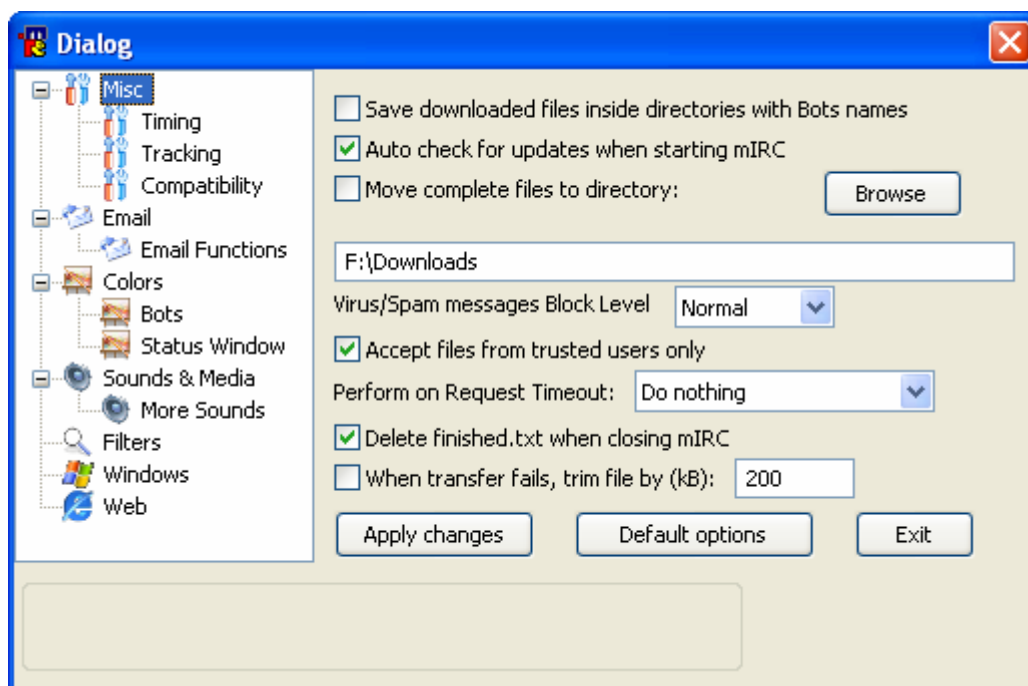 Dialog
Misc
Timing
Tracking
Compatibility
Email
Email Functions
Colors
Bots
Status Window
Sounds & Media
More Sounds
Filters
Windows
Web
Save downloaded files inside directories with Bots names
Auto check for updates when starting mIRC
Move complete files to directory:
Browse
F:\Downloads
Virus/Spam messages Block Level Normal
Accept files from trusted users only
Perform on Request Timeout: Do nothing
Delete finished.txt when closing mIRC
When transfer fails, trim file by (kB): 200
Apply changes Default options Exit